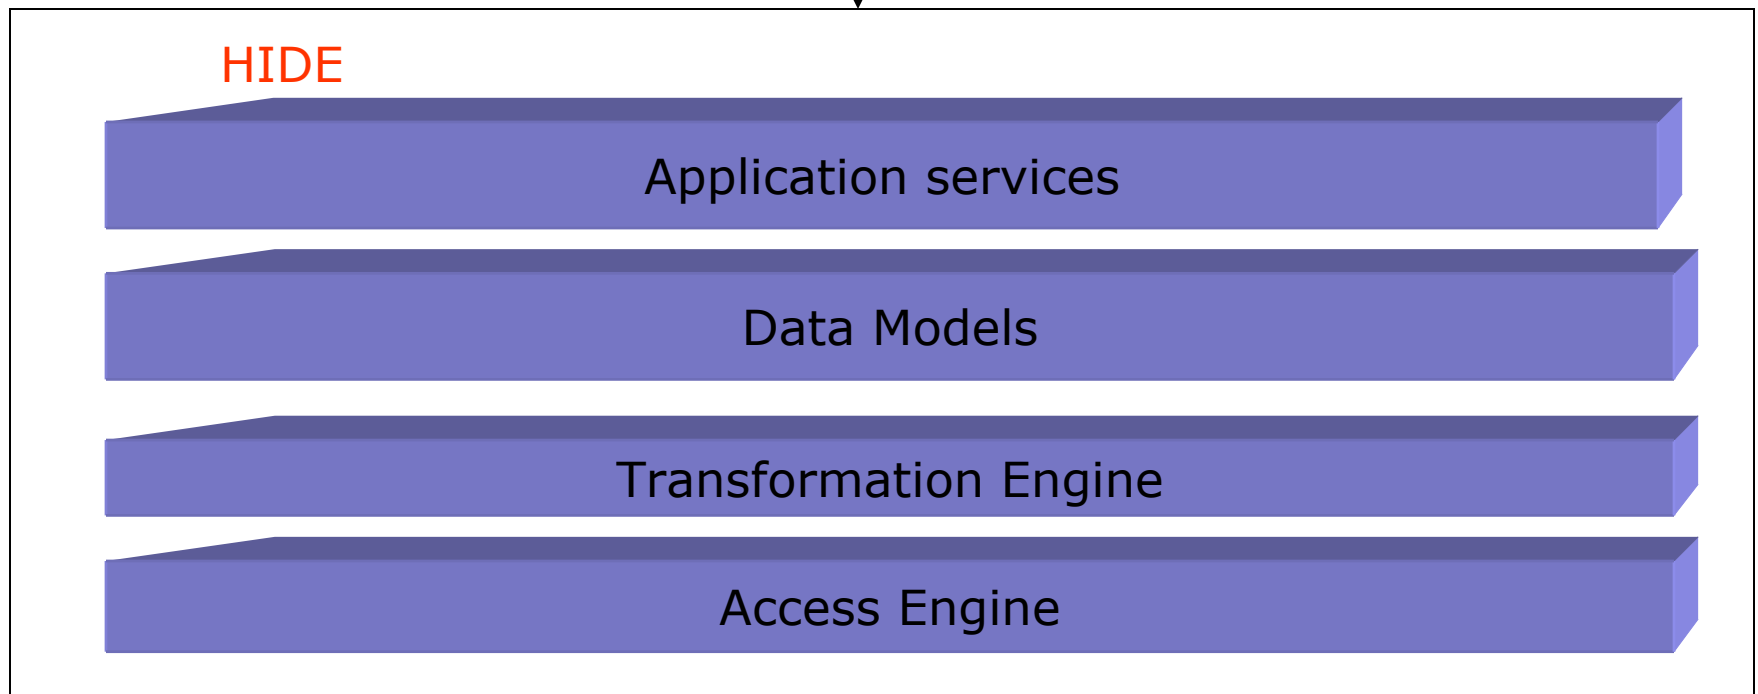 HIDE
Application services
Data Models
Transformation Engine
Access Engine